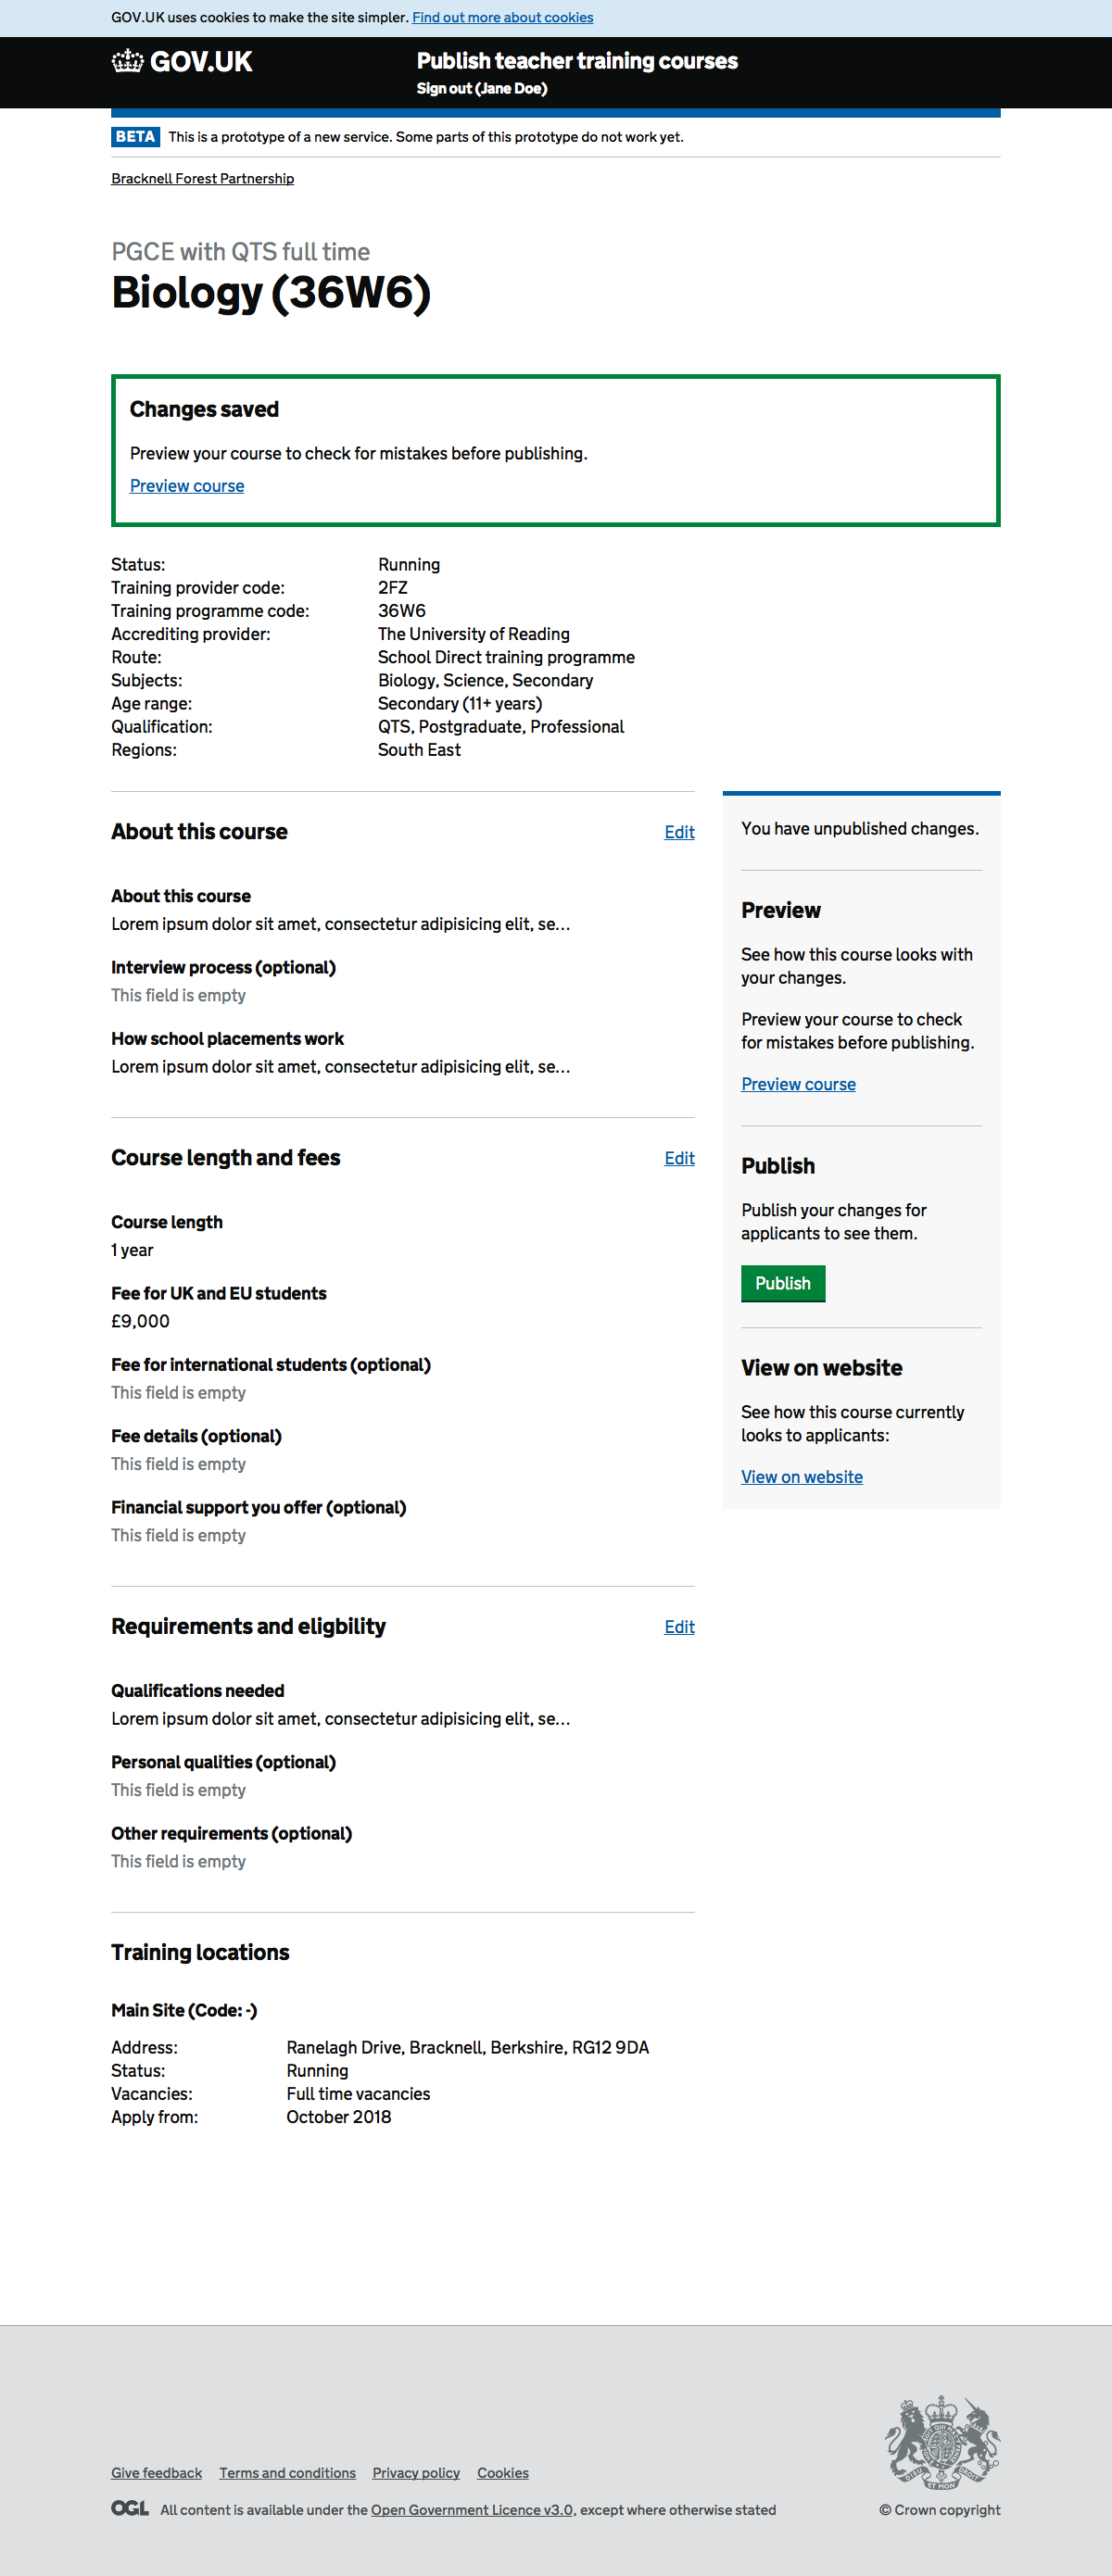 GOV.UK uses cookies to make the site simpler. Find out more about cookies
GOV.UK
Publish teacher training courses
Sign out (Jane Doe)
BETA This is a prototype of a new service. Some parts of this prototype do not work yet.
Bracknell Forest Partnership
PGCE with QTS full time
Biology (36W6)
Changes saved
Preview your course to check for mistakes before publishing.
Preview course
Status: Running
Training provider code: 2FZ
Training programme code: 36W6
Accrediting provider: The University of Reading
Route: School Direct training programme
Subjects: Biology, Science, Secondary
Age range: Secondary (11+ years)
Qualification: QTS, Postgraduate, Professional
Regions: South East
About this course Edit
About this course
Lorem ipsum dolor sit amet, consectetur adipisicing elit, se...
Interview process (optional)
This field is empty
How school placements work
Lorem ipsum dolor sit amet, consectetur adipisicing elit, se...
Course length and fees Edit
Course length
1 year
Fee for UK and EU students
£9,000
Fee for international students (optional)
This field is empty
Fee details (optional)
This field is empty
Financial support you offer (optional)
This field is empty
Requirements and eligbility Edit
Qualifications needed
Lorem ipsum dolor sit amet, consectetur adipisicing elit, se...
Personal qualities (optional)
This field is empty
Other requirements (optional)
This field is empty
Training locations
Main Site (Code: -)
Address: Ranelagh Drive, Bracknell, Berkshire, RG12 9DA
Status: Running
Vacancies: Full time vacancies
Apply from: October 2018
You have unpublished changes.
Preview
See how this course looks with
your changes.
Preview your course to check
for mistakes before publishing.
Preview course
Publish
Publish your changes for
applicants to see them.
Publish
View on website
See how this course currently
looks to applicants:
View on website
Give feedback Terms and conditions Privacy policy Cookies
OGL All content is available under the Open Government Licence v3.0, except where otherwise stated
© Crown copyright